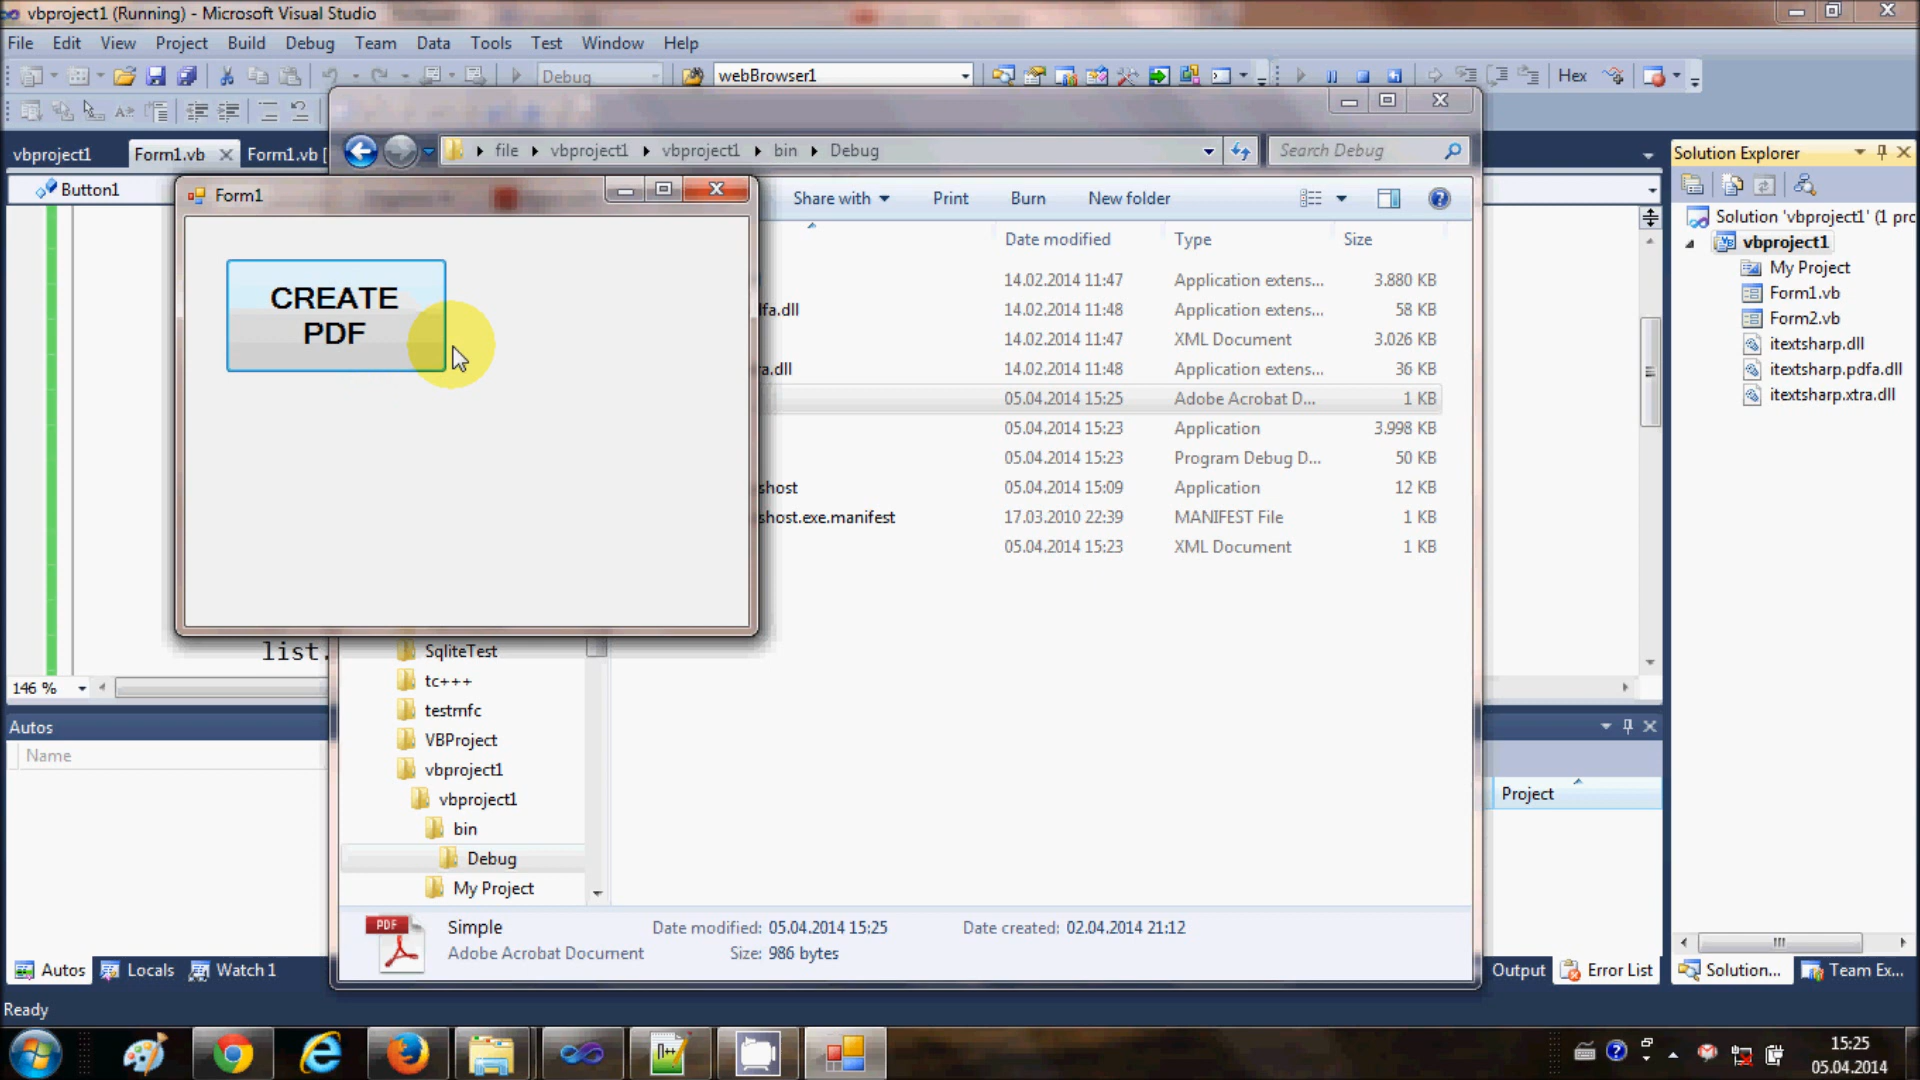 vbproject1 (Running) - Microsoft Visual Studio
File Edit View Project Build Debug Team Data Tools Test Window Help
Debug webBrowser1 Hex
vbproject1 Form1.vb Form1.vb [
file vbproject1 vbproject1 bin Debug Search Debug
Solution Explorer
Button1
Form1
CREATE
PDF
Share with Print Burn New folder
Date modified Type Size
14.02.2014 11:47 Application extens... 3.880 KB
lfa.dll 14.02.2014 11:48 Application extens... 58 KB
14.02.2014 11:47 XML Document 3.026 KB
ra.dll 14.02.2014 11:48 Application extens... 36 KB
05.04.2014 15:25 Adobe Acrobat D... 1 KB
05.04.2014 15:23 Application 3.998 KB
05.04.2014 15:23 Program Debug D... 50 KB
shost 05.04.2014 15:09 Application 12 KB
shost.exe.manifest 17.03.2010 22:39 MANIFEST File 1 KB
05.04.2014 15:23 XML Document 1 KB
Solution 'vbproject1' (1 pro
vbproject1
My Project
Form1.vb
Form2.vb
itextsharp.dll
itextsharp.pdfa.dll
itextsharp.xtra.dll
list.
146 %
SqliteTest
tc+++
testmfc
VBProject
vbproject1
vbproject1
bin
Debug
My Project
Autos
Name
Project
PDF
Simple Date modified: 05.04.2014 15:25 Date created: 02.04.2014 21:12
Adobe Acrobat Document Size: 986 bytes
Autos Locals Watch 1
Output Error List Solution... Team Ex...
Ready
15:25
05.04.2014